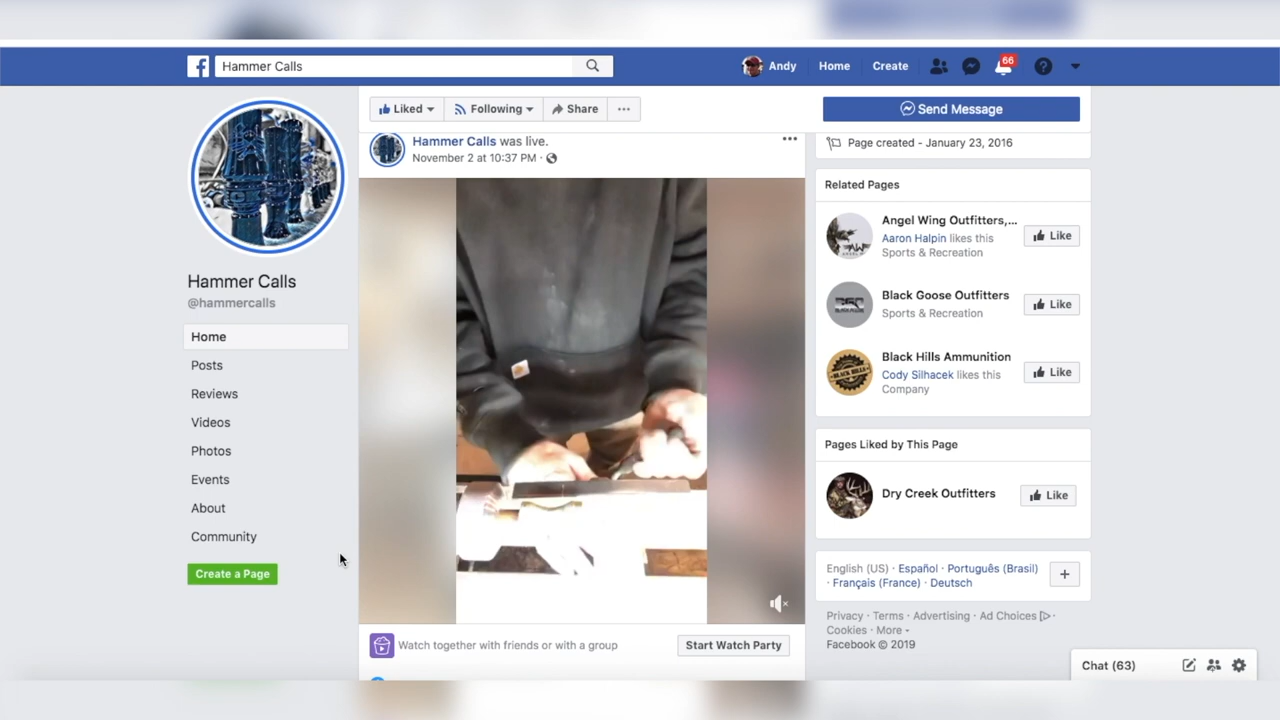 Hammer Calls
Andy
Home
Create
66
Liked
Following
Share
Send Message
Hammer Calls
@hammercalls
Home
Posts
Reviews
Videos
Photos
Events
About
Community
Create a Page
Hammer Calls was live.
November 2 at 10:37 PM ·
Watch together with friends or with a group
Start Watch Party
Page created - January 23, 2016
Related Pages
Angel Wing Outfitters,...
Aaron Halpin likes this
Sports & Recreation
Like
Black Goose Outfitters
Sports & Recreation
Like
Black Hills Ammunition
Cody Silhacek likes this
Company
Like
Pages Liked by This Page
Dry Creek Outfitters
Like
English (US) · Español · Português (Brasil)
· Français (France) · Deutsch
Privacy · Terms · Advertising · Ad Choices ·
Cookies · More
Facebook © 2019
Chat (63)